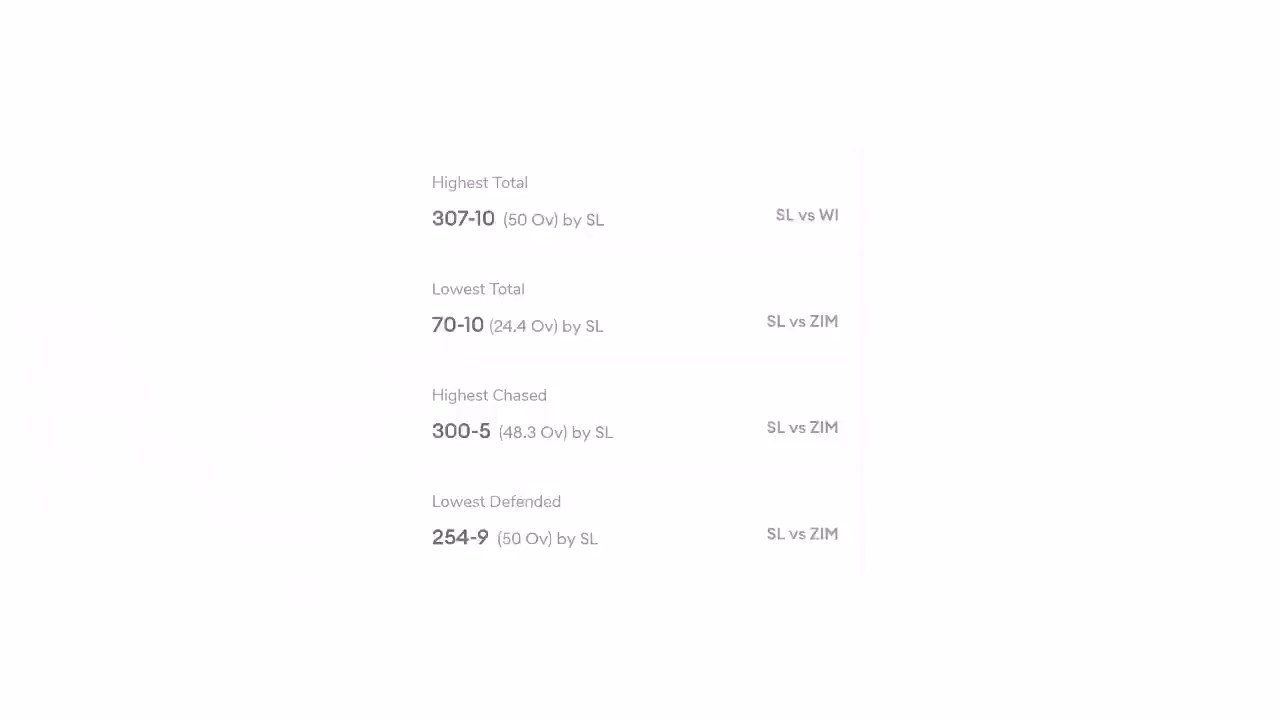 Highest Total
307-10 (50 Ov) by SL SL vs WI
Lowest Total
70-10 (24.4 Ov) by SL SL vs ZIM
Highest Chased
300-5 (48.3 Ov) by SL SL vs ZIM
Lowest Defended
254-9 (50 Ov) by SL SL vs ZIM